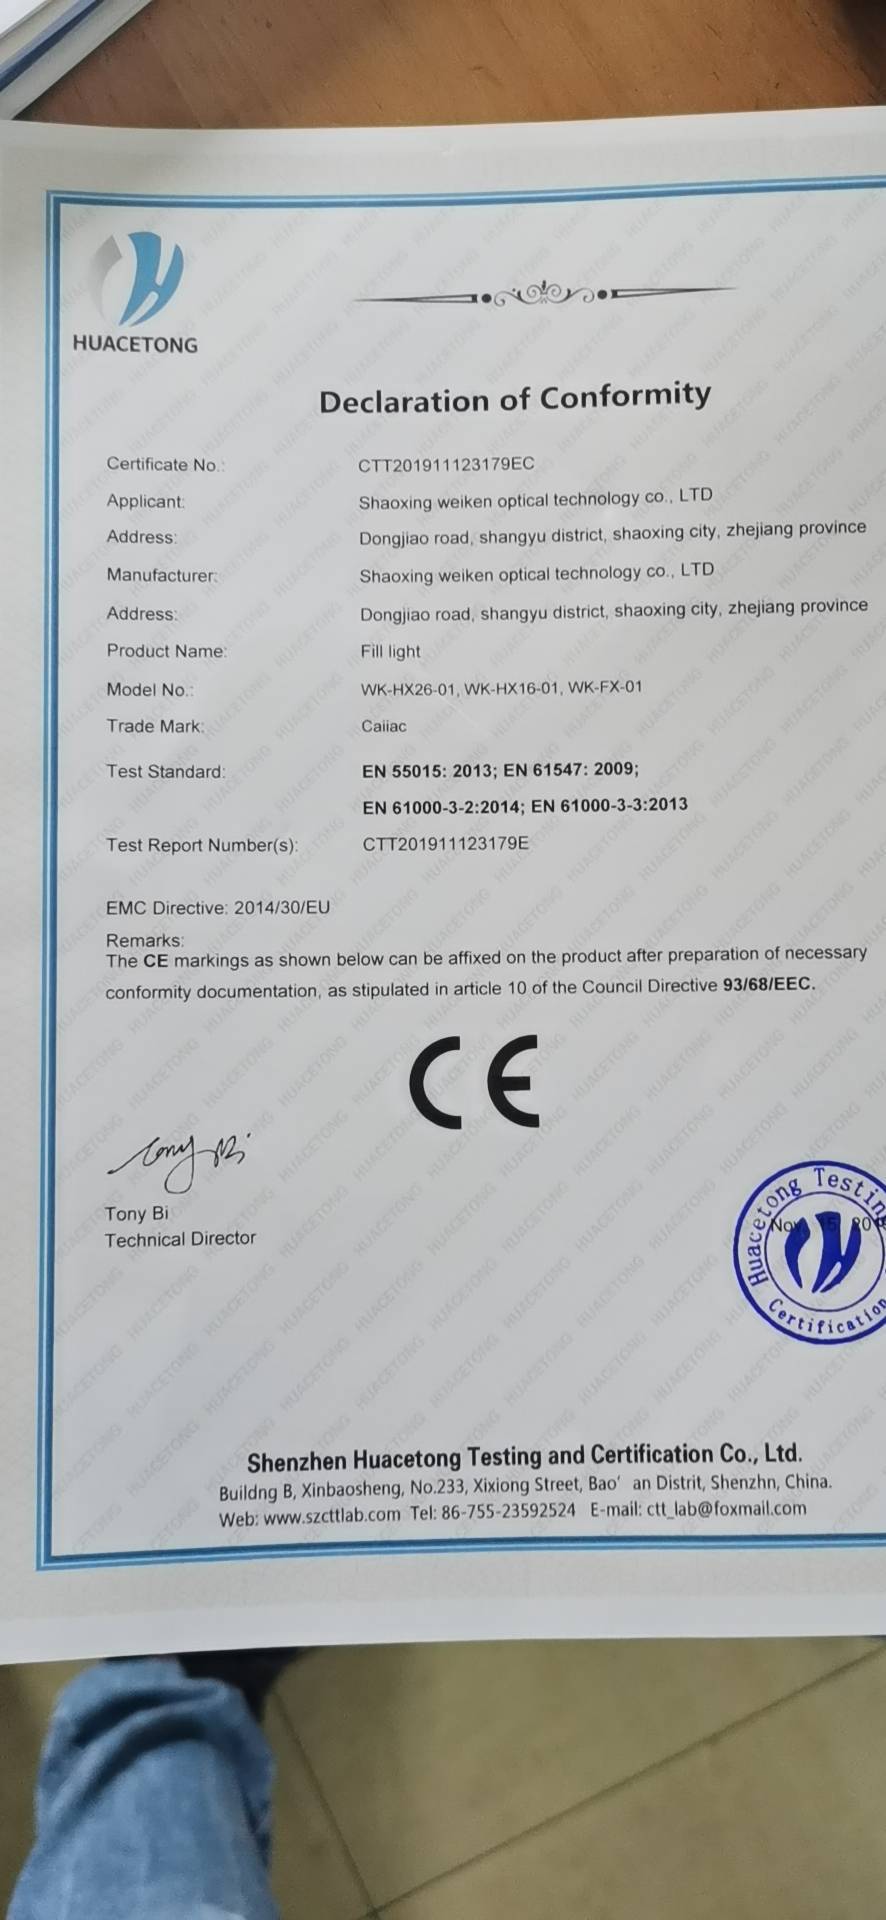 HUACETONG
Declaration of Conformity
Certificate No.: CTT201911123179EC
Applicant: Shaoxing weiken optical technology co., LTD
Address: Dongjiao road, shangyu district, shaoxing city, zhejiang province
Manufacturer: Shaoxing weiken optical technology co., LTD
Address: Dongjiao road, shangyu district, shaoxing city, zhejiang province
Product Name: Fill light
Model No.: WK-HX26-01, WK-HX16-01, WK-FX-01
Trade Mark: Caiiac
Test Standard: EN 55015: 2013; EN 61547: 2009;
EN 61000-3-2:2014; EN 61000-3-3:2013
Test Report Number(s): CTT201911123179E
EMC Directive: 2014/30/EU
Remarks:
The CE markings as shown below can be affixed on the product after preparation of necessary
conformity documentation, as stipulated in article 10 of the Council Directive 93/68/EEC.
CE
Tony Bi
Tony Bi
Technical Director
Huacetong Testin
Nov
Certification
Shenzhen Huacetong Testing and Certification Co., Ltd.
Buildng B, Xinbaosheng, No.233, Xixiong Street, Bao' an Distrit, Shenzhn, China.
Web: www.szcttlab.com Tel: 86-755-23592524 E-mail: ctt_lab@foxmail.com